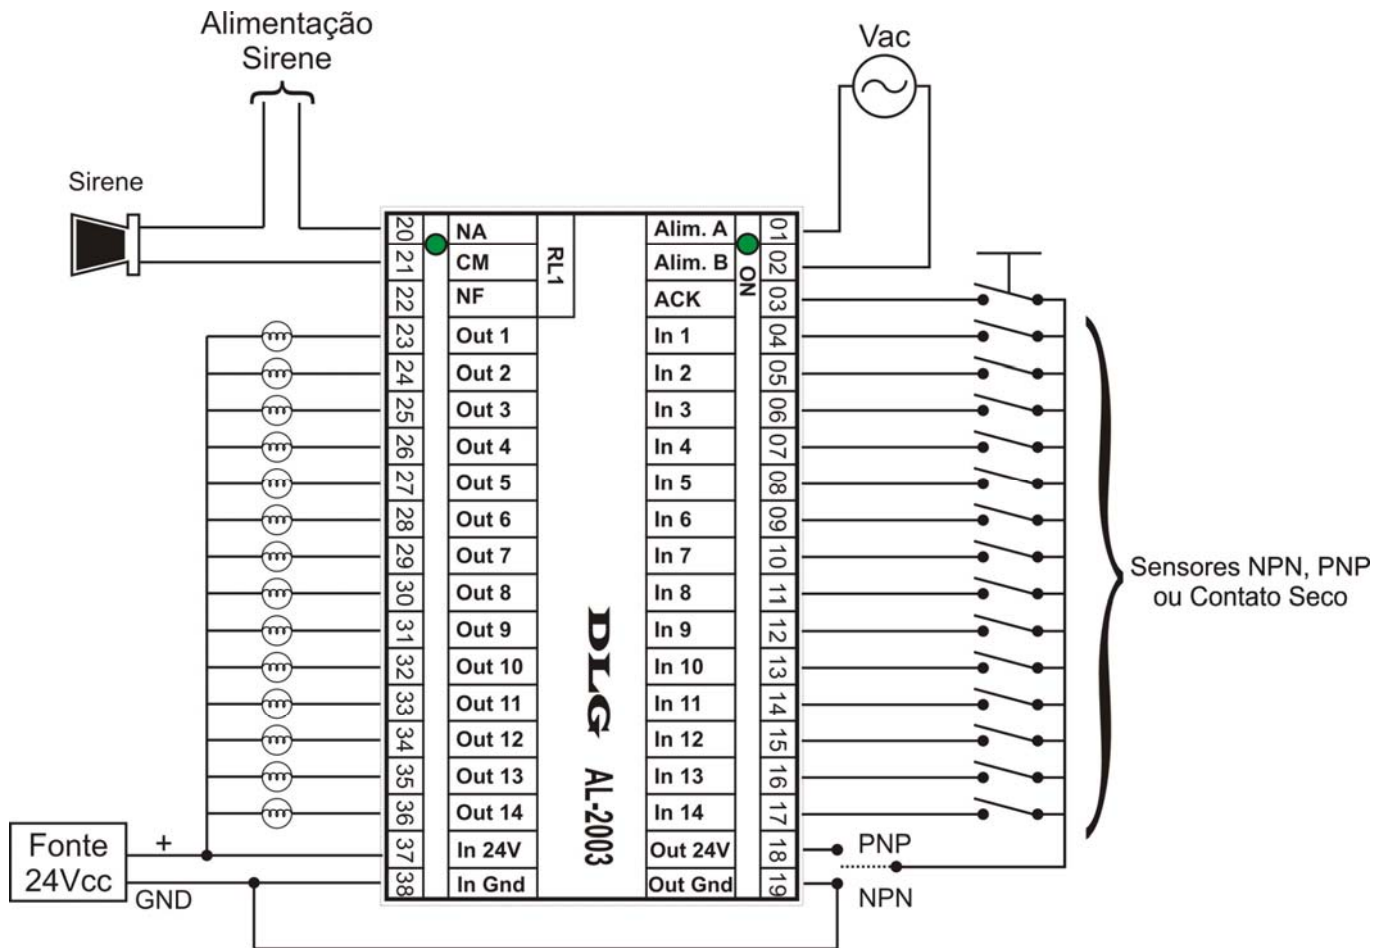 Alimentação
Sirene
Vac
Sirene
20 NA RL1 Alim. A 01
21 CM Alim. B ON 02
22 NF ACK 03
23 Out 1 In 1 04
24 Out 2 In 2 05
25 Out 3 In 3 06
26 Out 4 In 4 07
27 Out 5 In 5 08
28 Out 6 In 6 09
29 Out 7 In 7 10
30 Out 8 In 8 11
31 Out 9 In 9 12
32 Out 10 In 10 13
33 Out 11 In 11 14
34 Out 12 In 12 15
35 Out 13 In 13 16
36 Out 14 In 14 17
37 In 24V Out 24V 18
38 In Gnd Out Gnd 19
DLG AL-2003
Sensores NPN, PNP
ou Contato Seco
PNP
NPN
Fonte
24Vcc
+
GND